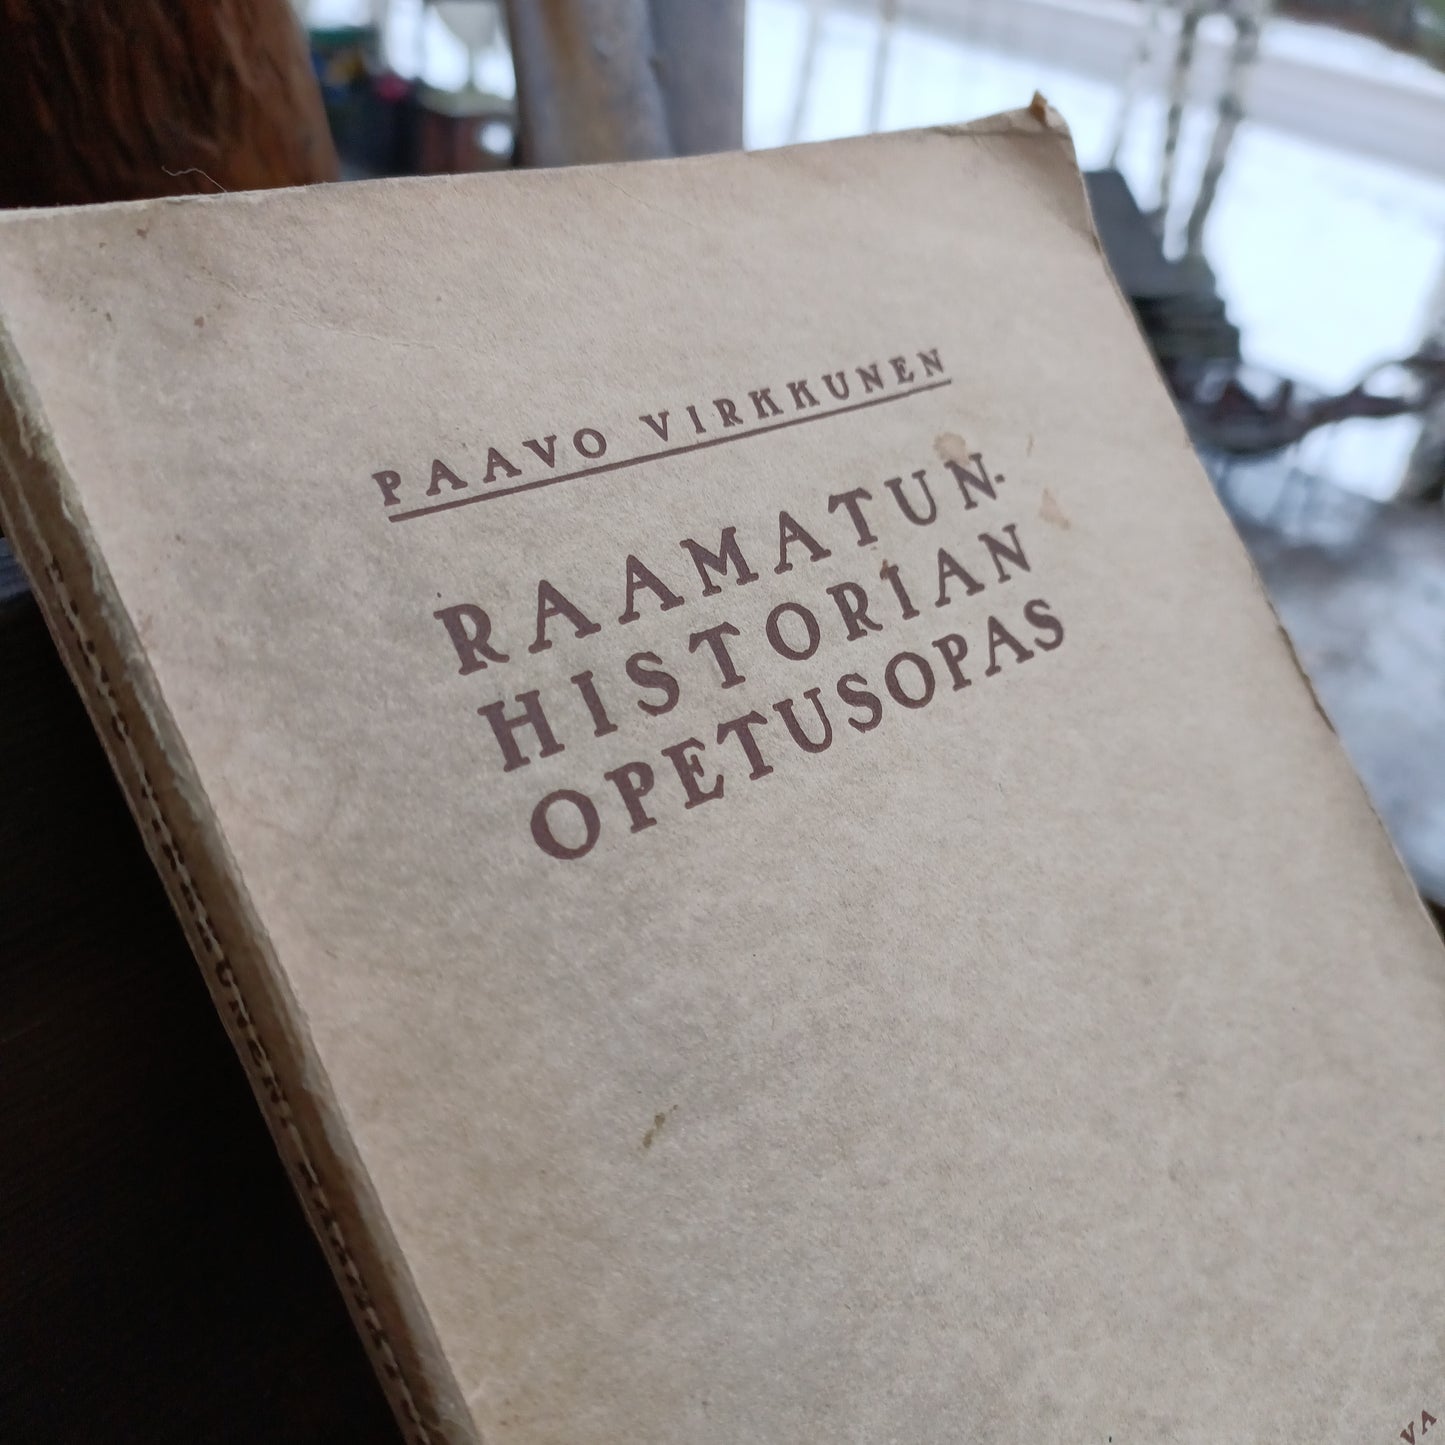 PAAVO VIRKKUNEN
RAAMATUN-
HISTORIAN
OPETUSOPAS